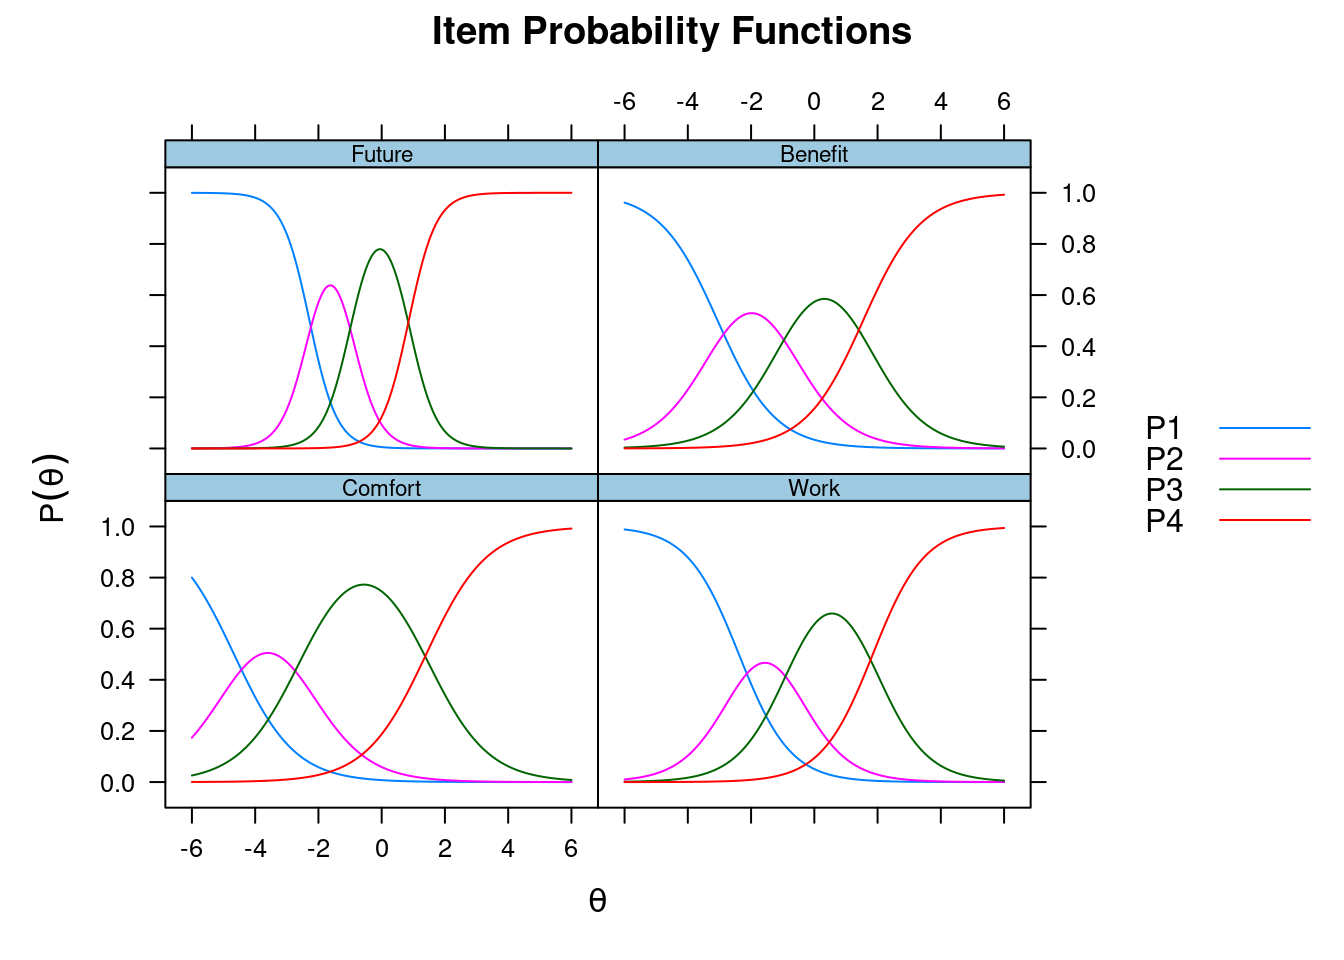 Item Probability Functions
-6 -4 -2 0 2 4 6
Future Benefit
1.0
0.8
0.6
0.4
0.2
0.0
Comfort Work
1.0
0.8
0.6
0.4
0.2
0.0
-6 -4 -2 0 2 4 6
P(θ)
θ
P1
P2
P3
P4